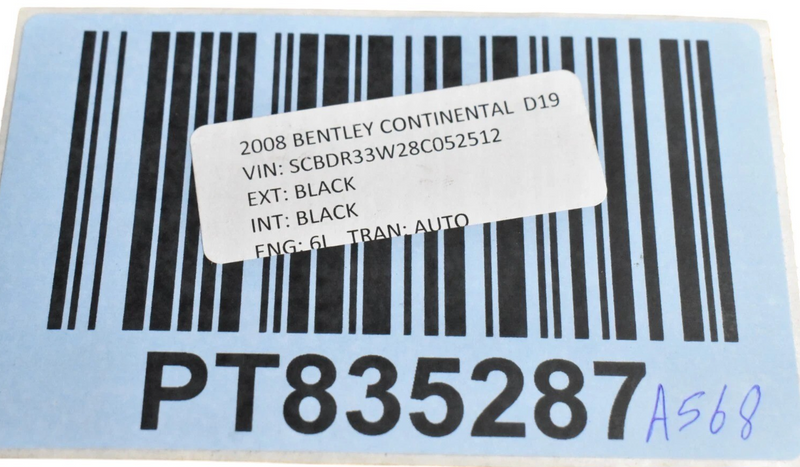 2008 BENTLEY CONTINENTAL D19
VIN: SCBDR33W28C052512
EXT: BLACK
INT: BLACK
ENG: 6L TRAN: AUTO
PT835287
A568